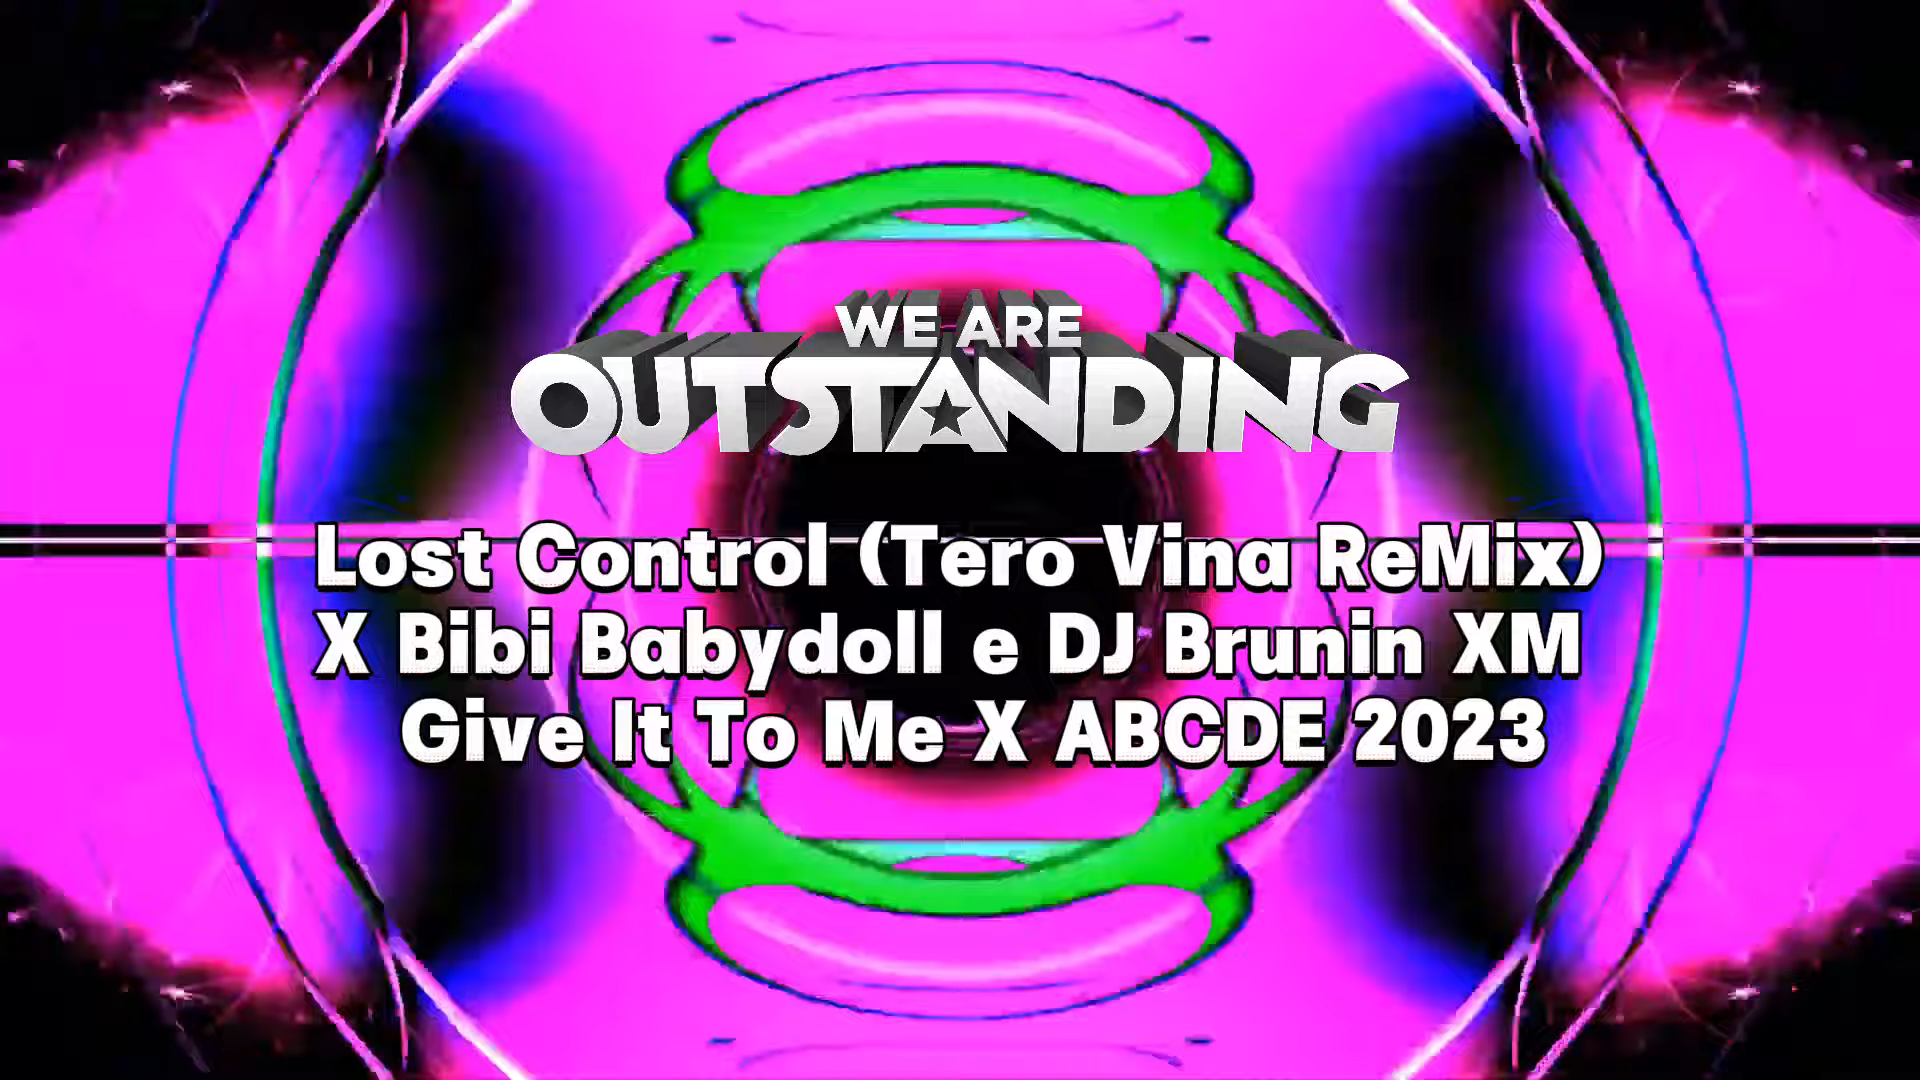 WE ARE
OUTSTANDING
Lost Control (Tero Vina ReMix)
X Bibi Babydoll e DJ Brunin XM
Give It To Me X ABCDE 2023